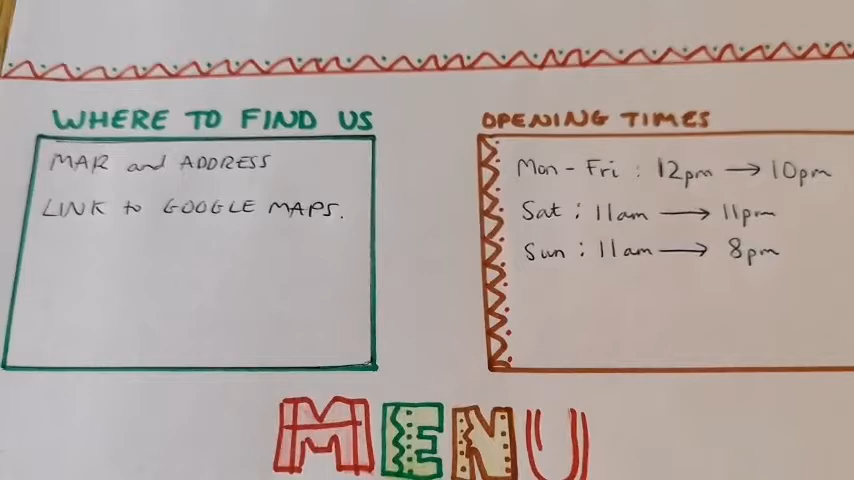 WHERE TO FIND US
MAP and ADDRESS
LINK to GOOGLE MAPS.
OPENING TIMES
Mon - Fri : 12pm → 10pm
Sat : 11am → 11pm
Sun : 11am → 8pm
MENU